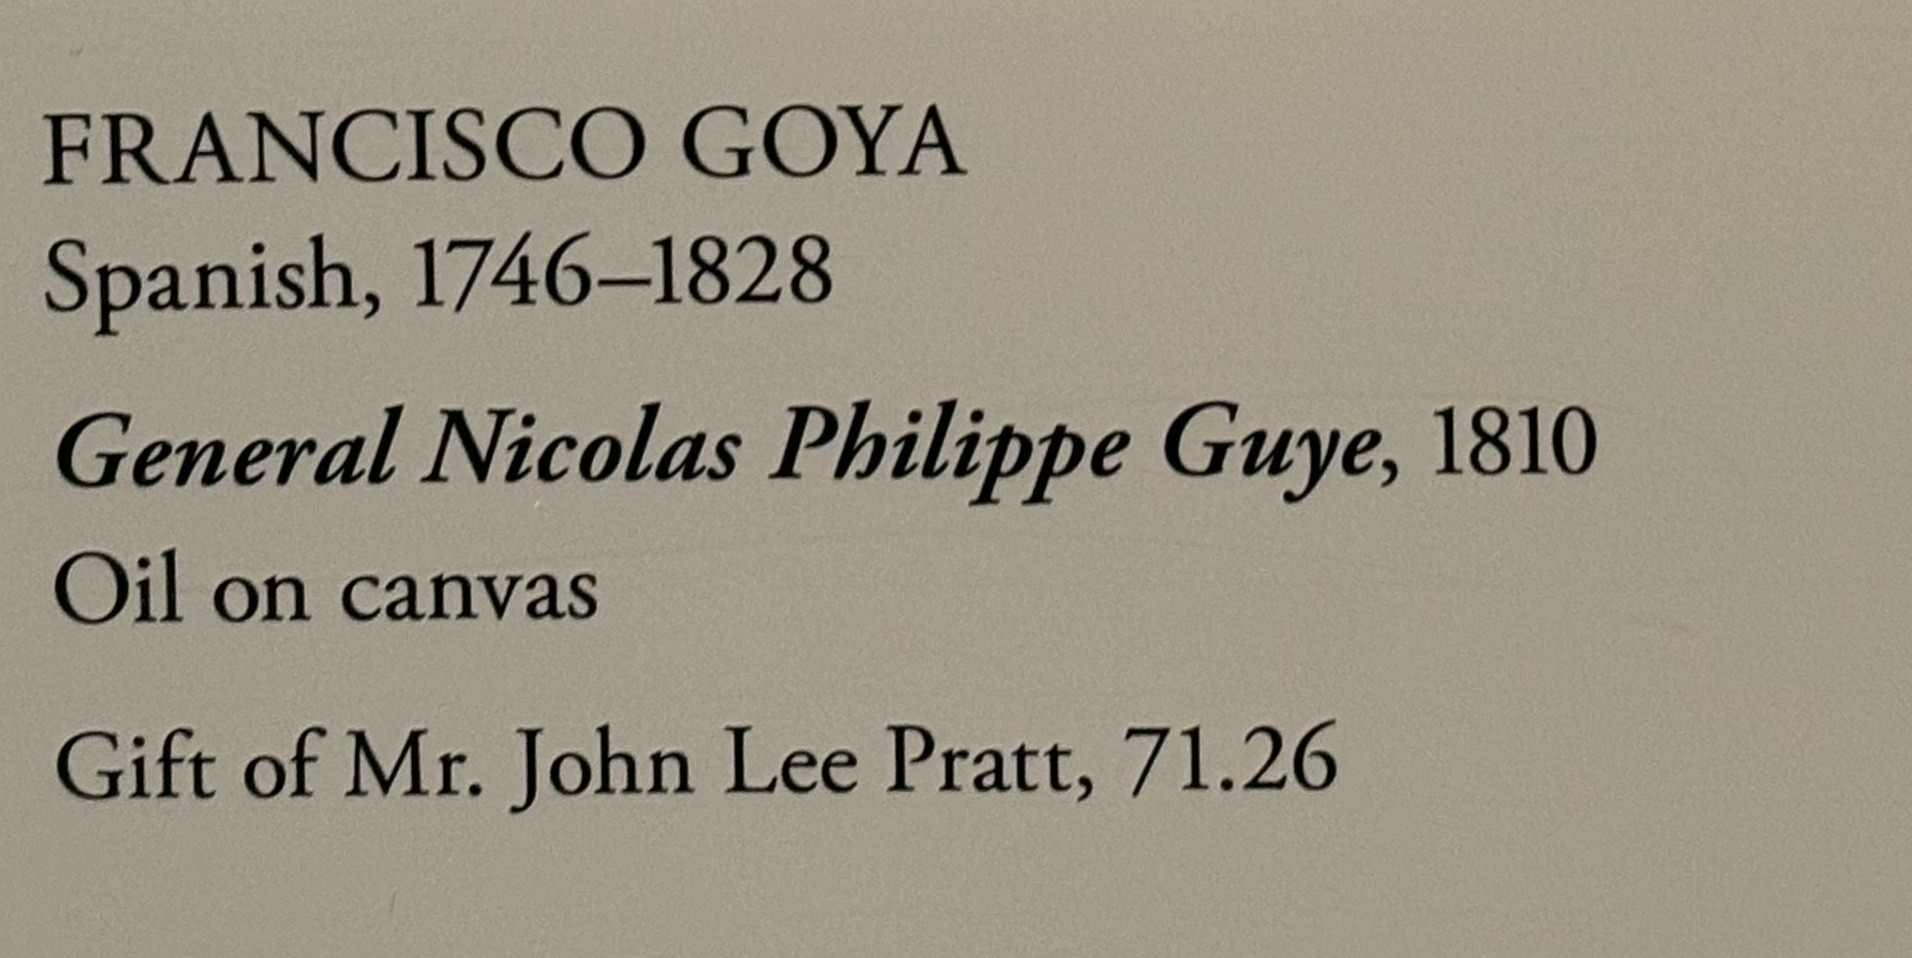 FRANCISCO GOYA
Spanish, 1746–1828
General Nicolas Philippe Guye, 1810
Oil on canvas
Gift of Mr. John Lee Pratt, 71.26